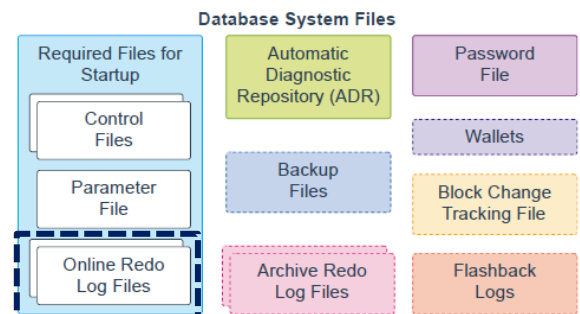 Database System Files
Required Files for
Startup
Control
Files
Parameter
File
Online Redo
Log Files
Automatic
Diagnostic
Repository (ADR)
Backup
Files
Archive Redo
Log Files
Password
File
Wallets
Block Change
Tracking File
Flashback
Logs